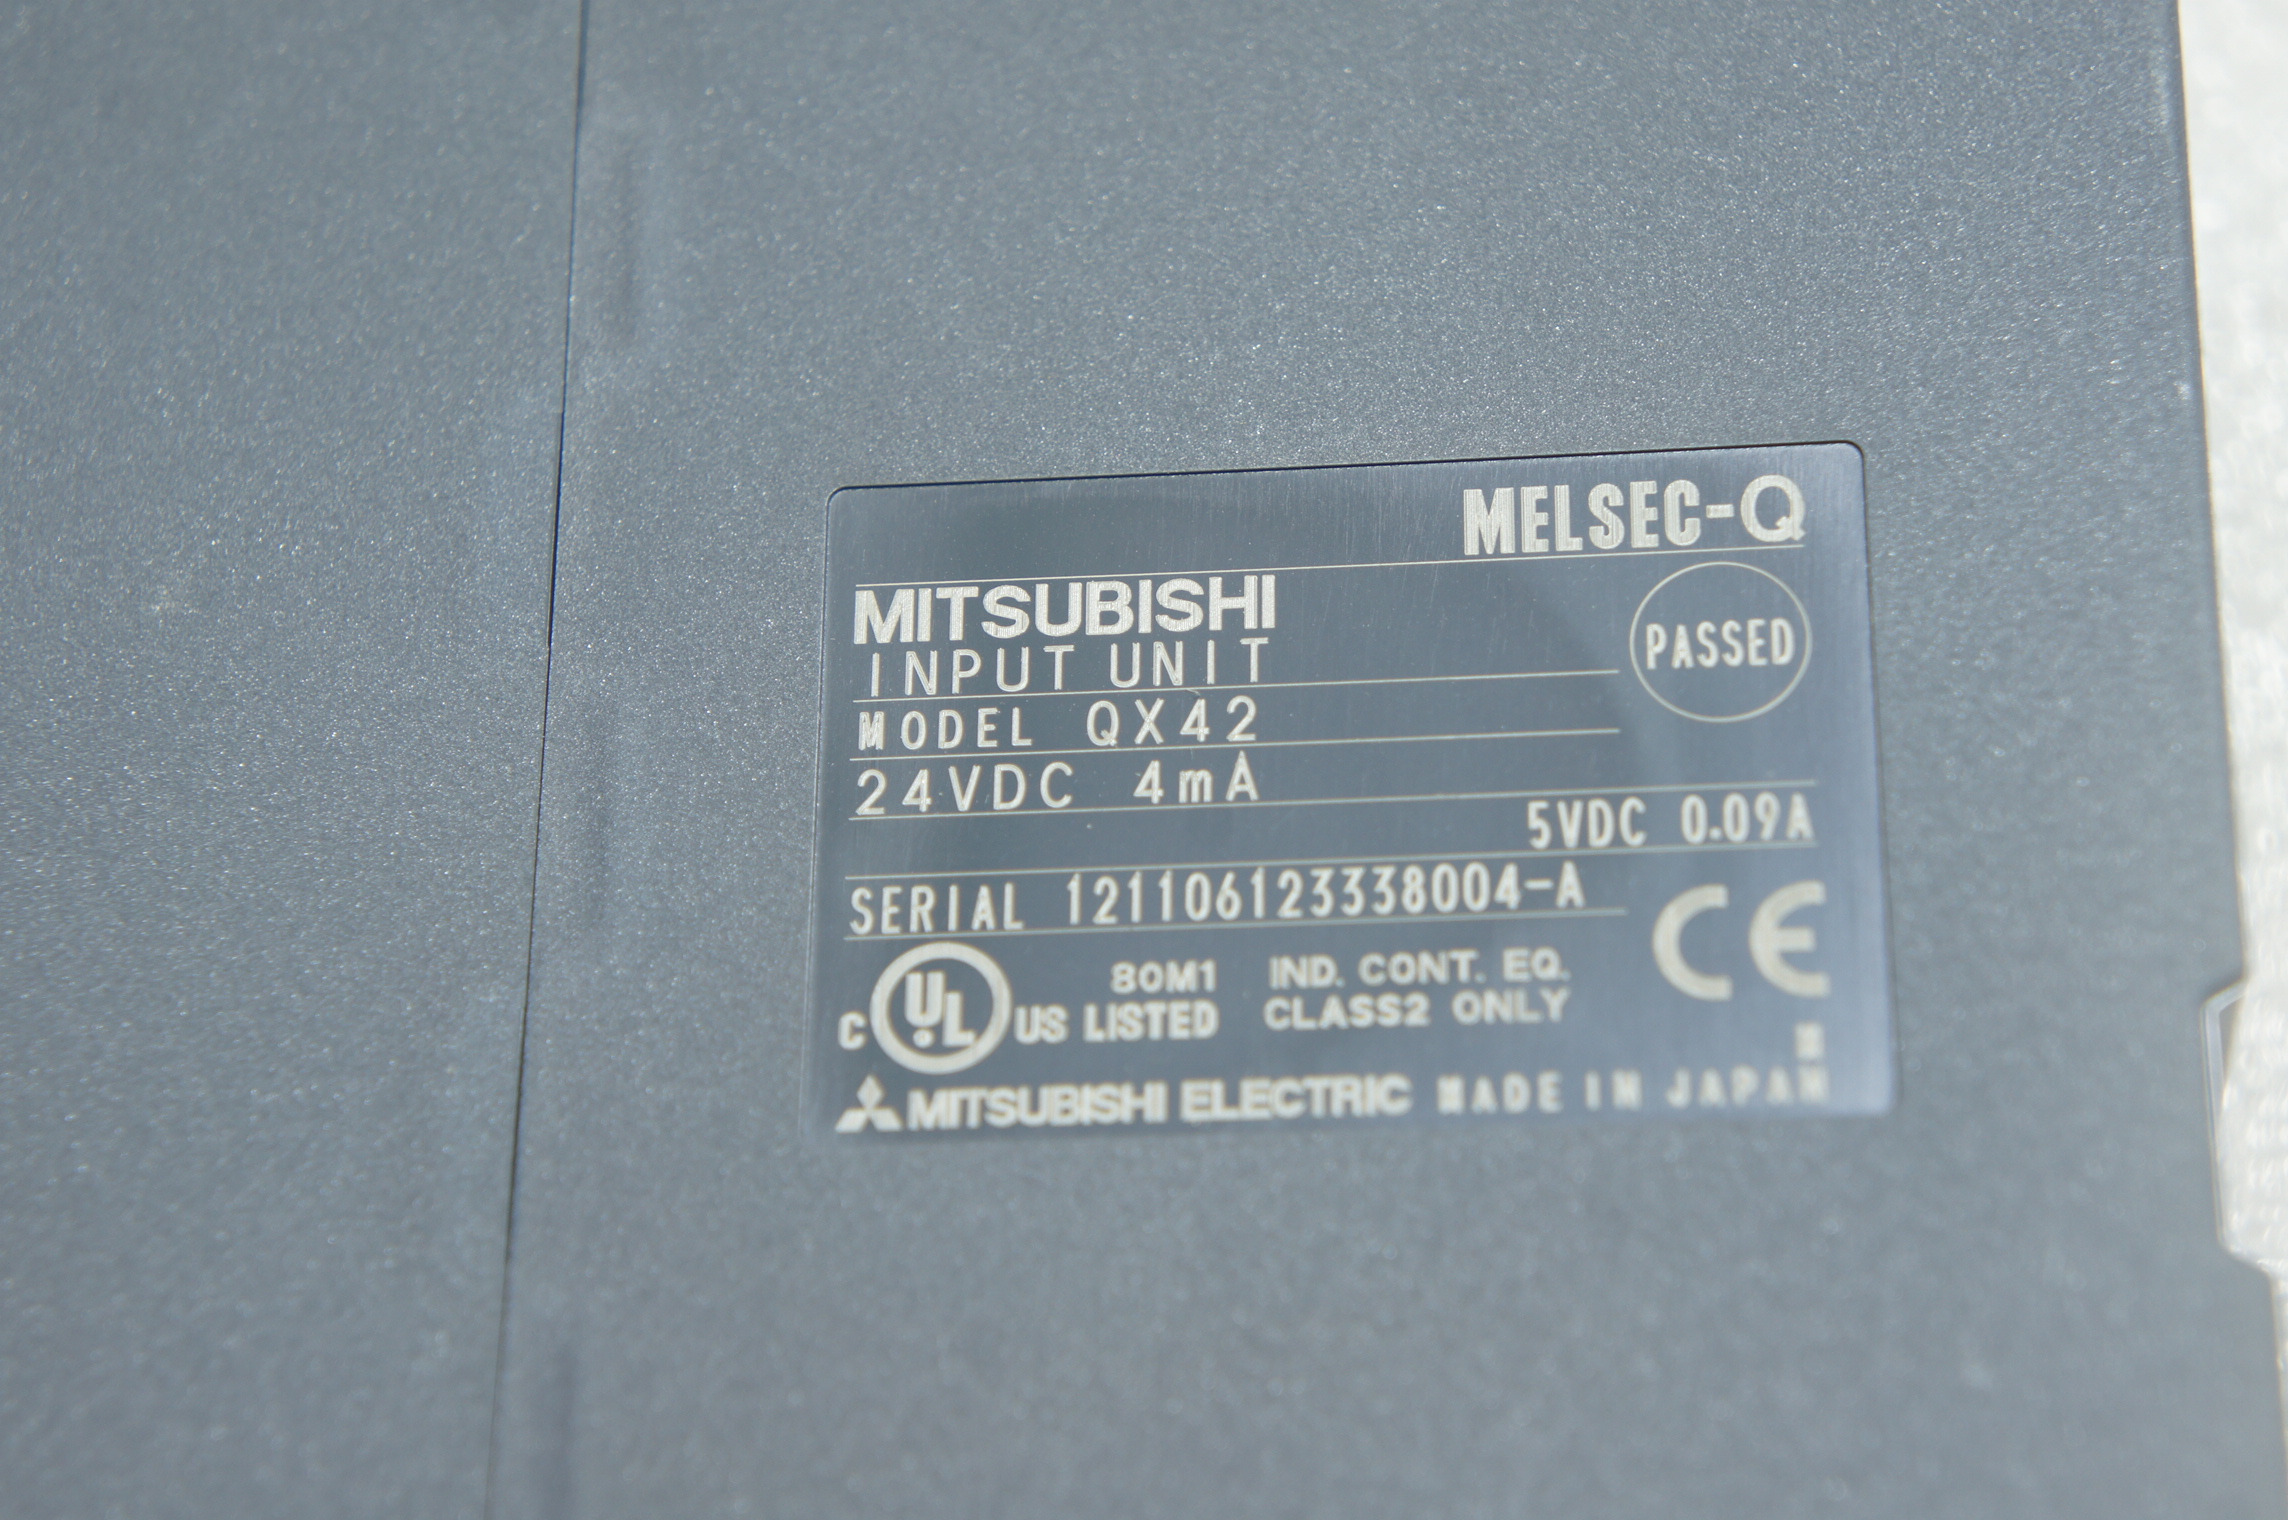 MELSEC-Q
MITSUBISHI
INPUT UNIT
PASSED
MODEL QX42
24VDC 4mA
5VDC 0.09A
SERIAL 121106123338004-A
CE
C UL US LISTED
80M1 IND. CONT. EQ.
CLASS2 ONLY
MITSUBISHI ELECTRIC MADE IN JAPAN